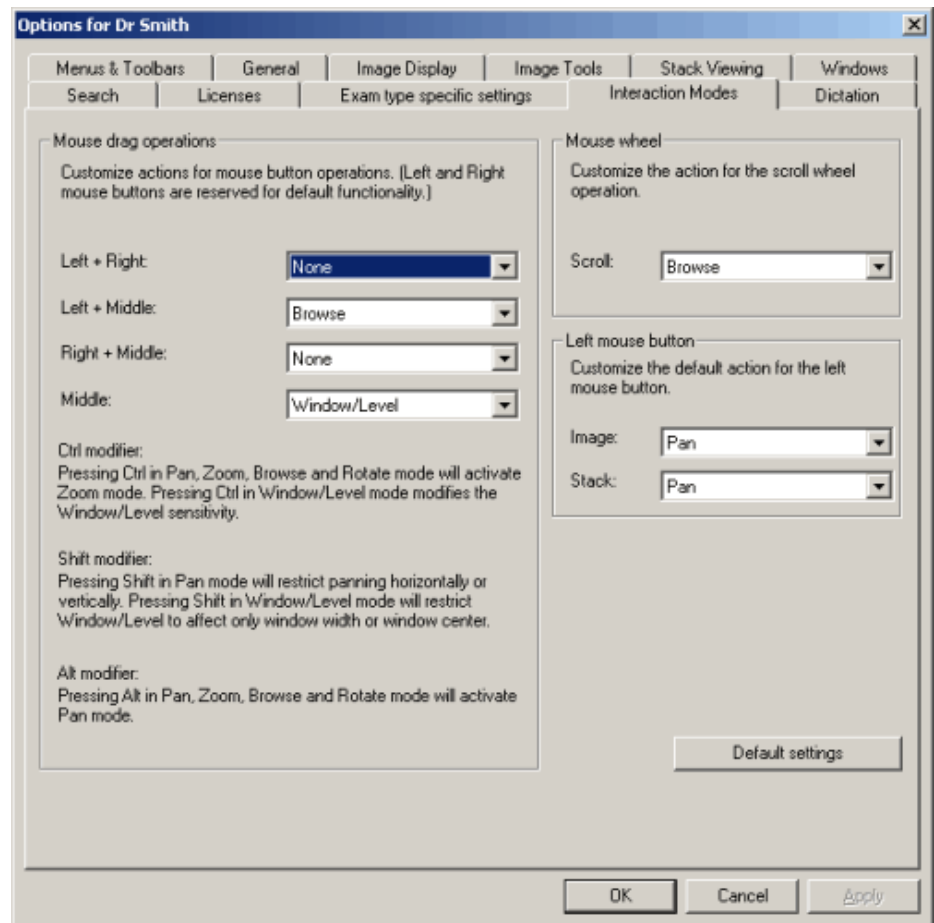 Options for Dr Smith
Menus & Toolbars General Image Display Image Tools Stack Viewing Windows
Search Licenses Exam type specific settings Interaction Modes Dictation
Mouse drag operations
Customize actions for mouse button operations. (Left and Right
mouse buttons are reserved for default functionality.)
Left + Right: None
Left + Middle: Browse
Right + Middle: None
Middle: Window/Level
Ctrl modifier:
Pressing Ctrl in Pan, Zoom, Browse and Rotate mode will activate
Zoom mode. Pressing Ctrl in Window/Level mode modifies the
Window/Level sensitivity.
Shift modifier:
Pressing Shift in Pan mode will restrict panning horizontally or
vertically. Pressing Shift in Window/Level mode will restrict
Window/Level to affect only window width or window center.
Alt modifier:
Pressing Alt in Pan, Zoom, Browse and Rotate mode will activate
Pan mode.
Mouse wheel
Customize the action for the scroll wheel
operation.
Scroll: Browse
Left mouse button
Customize the default action for the left
mouse button.
Image: Pan
Stack: Pan
Default settings
OK Cancel Apply